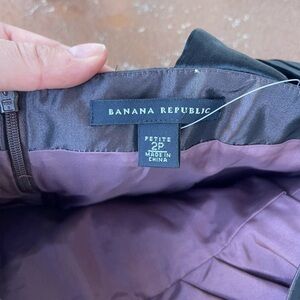 BANANA REPUBLIC
PETITE
2P
MADE IN
CHINA